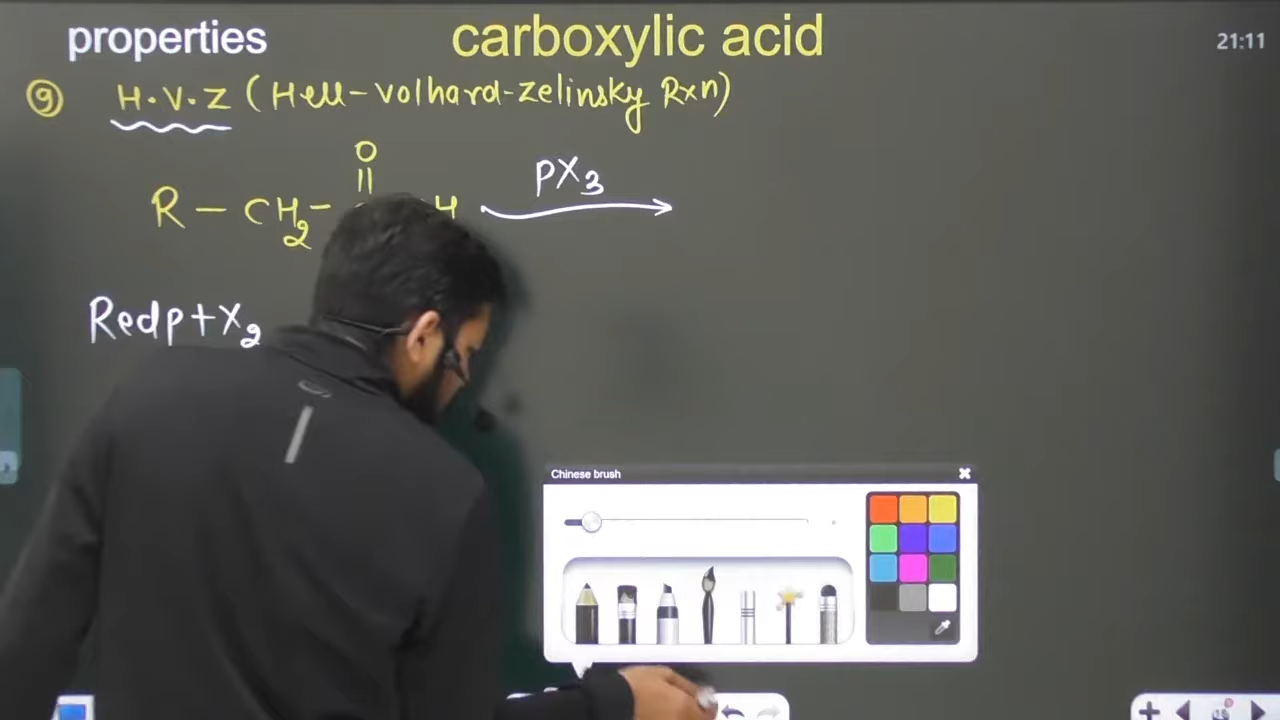 properties
carboxylic acid
21:11
9 H.V.Z (Hell-volhard-zelinsky Rxn)
O
R - CH2 - H PX3
Redp+X2
Chinese brush